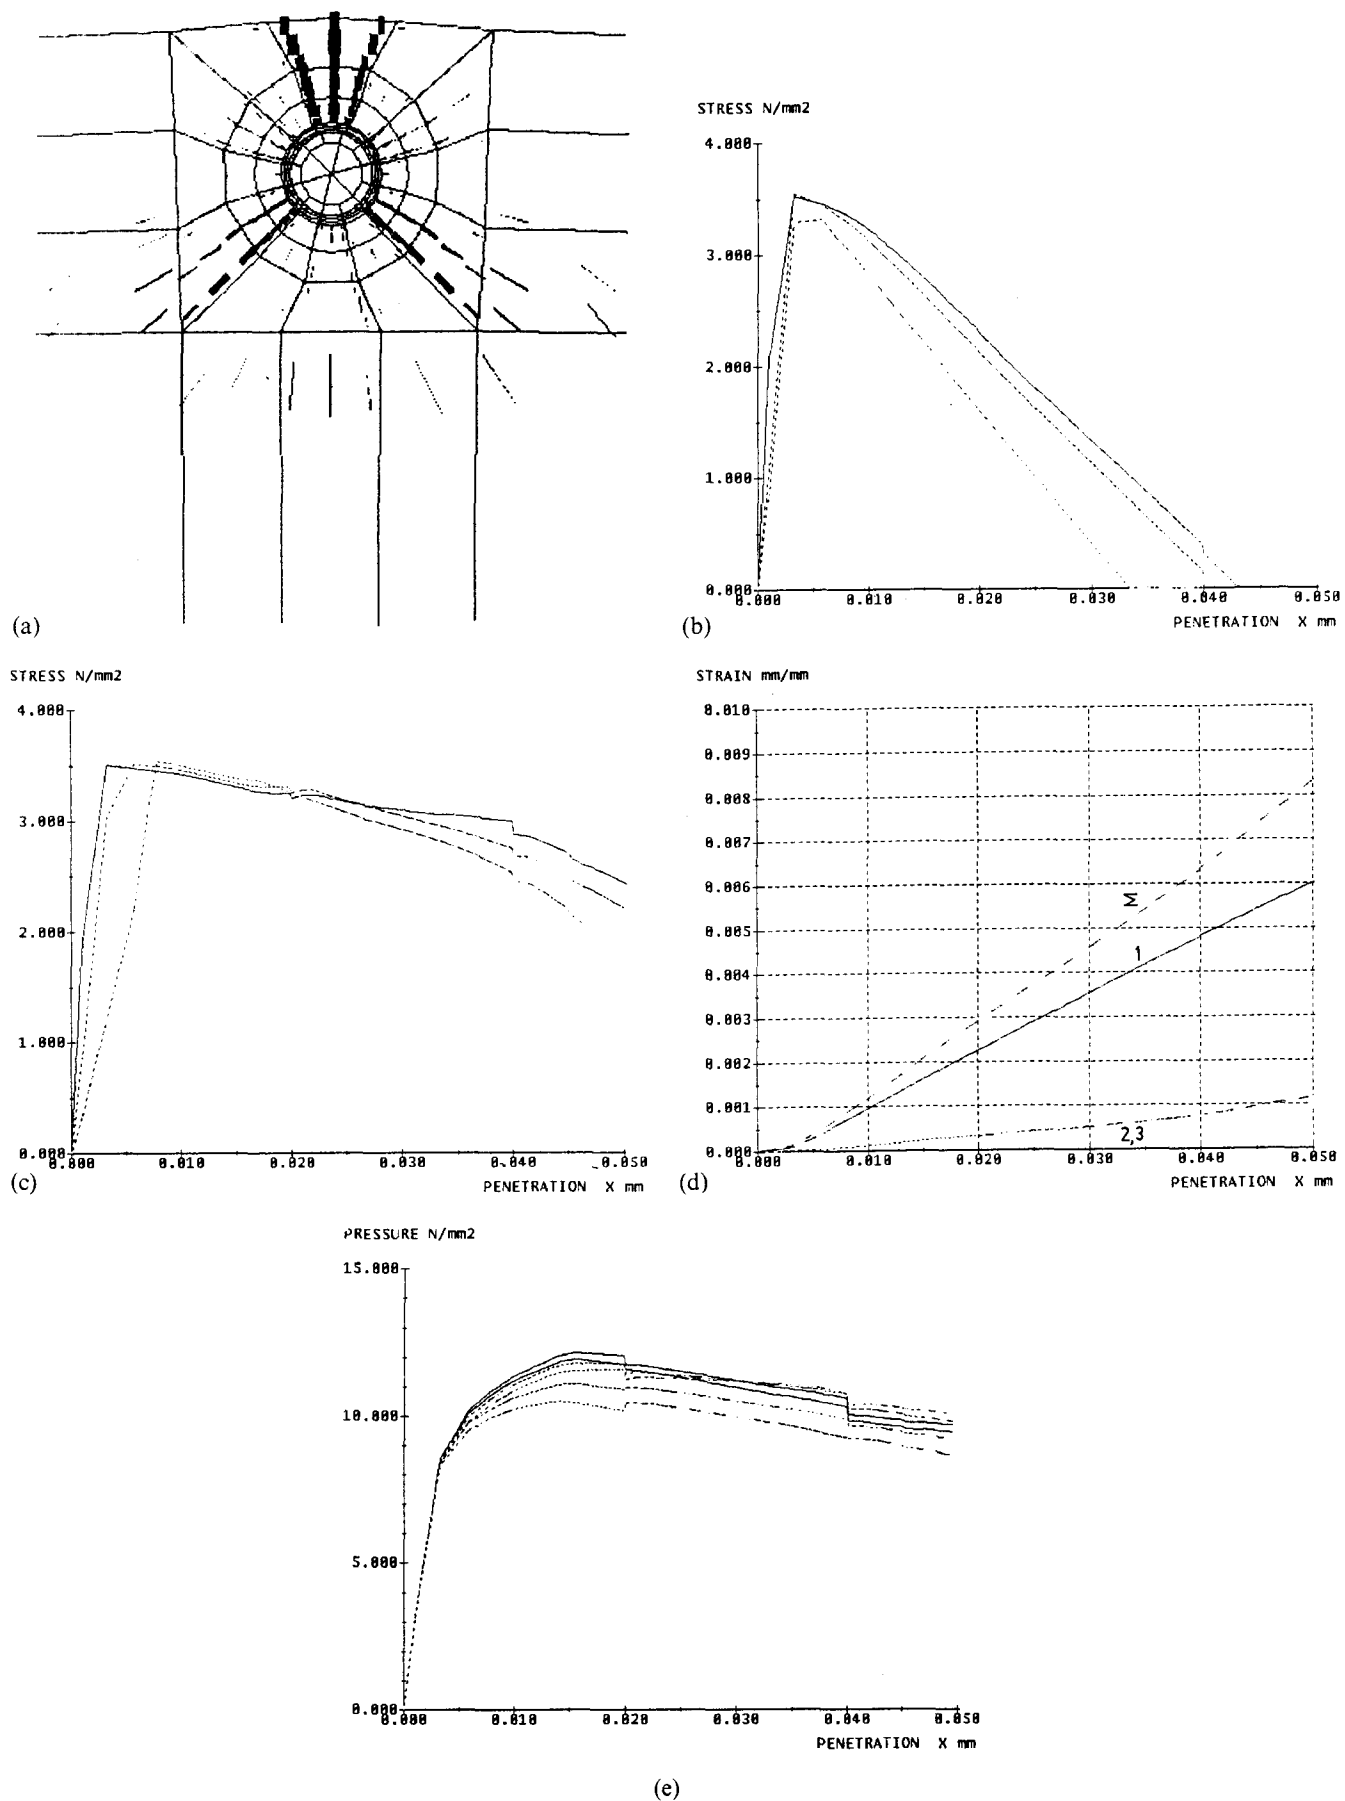 STRESS N/mm2
4.000
3.000
2.000
1.000
0.000
0.000 0.010 0.020 0.030 0.040 0.050
PENETRATION X mm
(a)
(b)
STRESS N/mm2
4.000
3.000
2.000
1.000
0.000
0.000 0.010 0.020 0.030 0.040 0.050
PENETRATION X mm
(c)
STRAIN mm/mm
0.010
0.009
0.008
0.007
0.006
0.005
0.004
0.003
0.002
0.001
0.000
Σ
1
2,3
0.000 0.010 0.020 0.030 0.040 0.050
PENETRATION X mm
(d)
PRESSURE N/mm2
15.000
10.000
5.000
0.000
0.000 0.010 0.020 0.030 0.040 0.050
PENETRATION X mm
(e)